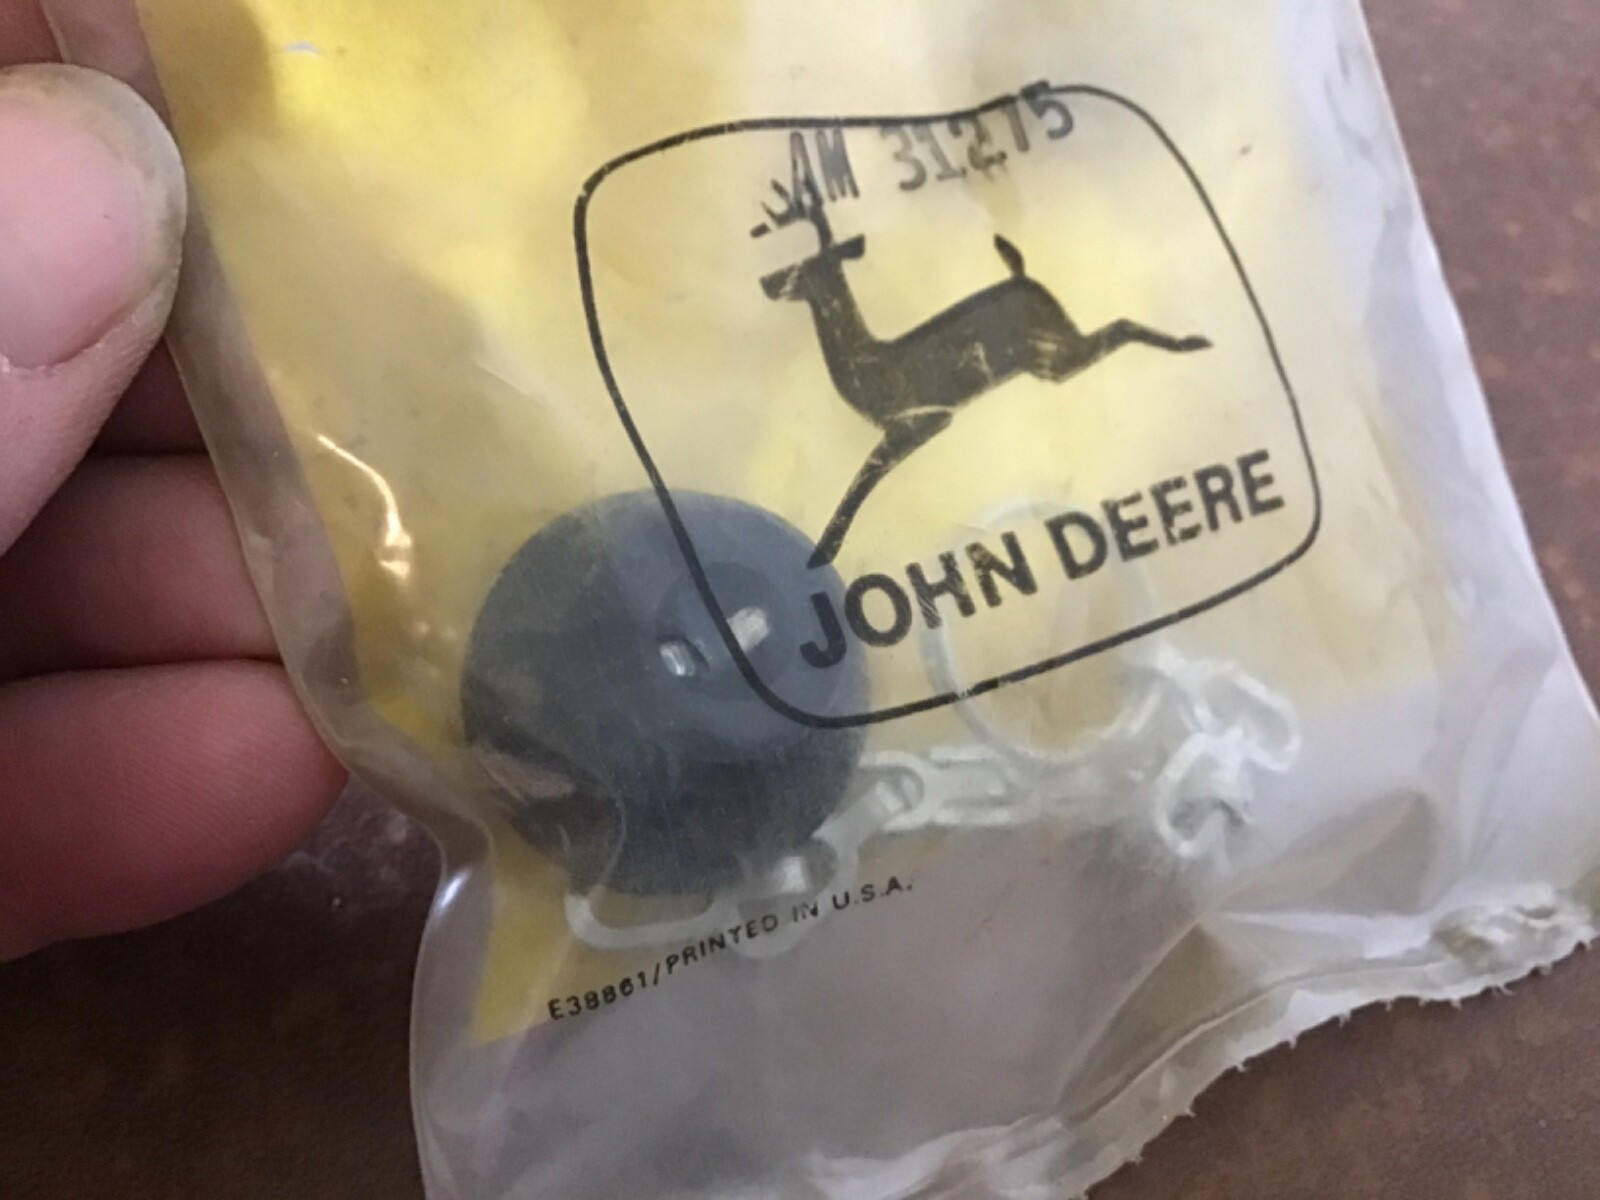 AM 31275
JOHN DEERE
E38861/PRINTED IN U.S.A.